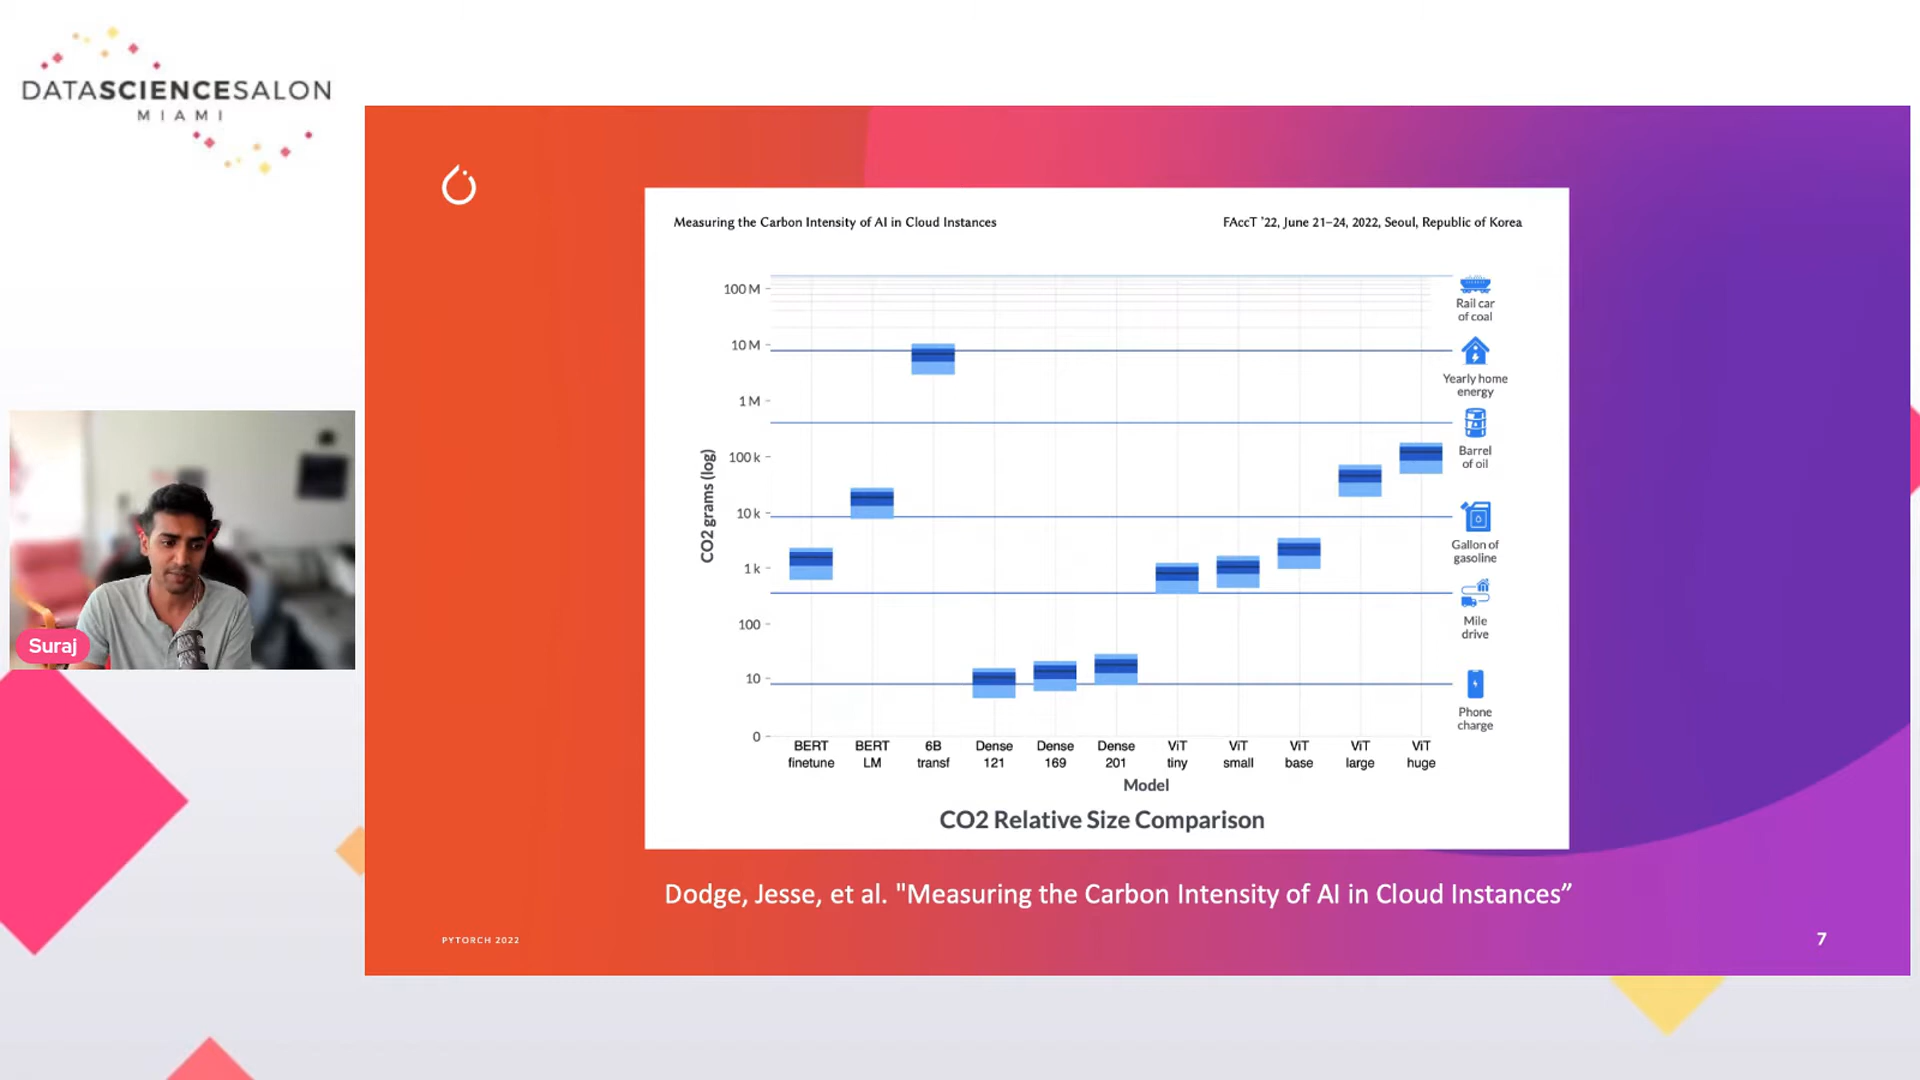 DATASCIENCESALON
MIAMI
Measuring the Carbon Intensity of AI in Cloud Instances
FAccT '22, June 21–24, 2022, Seoul, Republic of Korea
100 M
10 M
1 M
100 k
10 k
1 k
100
10
0
CO2 grams (log)
Rail car
of coal
Yearly home
energy
Barrel
of oil
Gallon of
gasoline
Mile
drive
Phone
charge
BERT
finetune
BERT
LM
6B
transf
Dense
121
Dense
169
Dense
201
ViT
tiny
ViT
small
ViT
base
ViT
large
ViT
huge
Model
CO2 Relative Size Comparison
Suraj
Dodge, Jesse, et al. "Measuring the Carbon Intensity of AI in Cloud Instances”
PYTORCH 2022
7